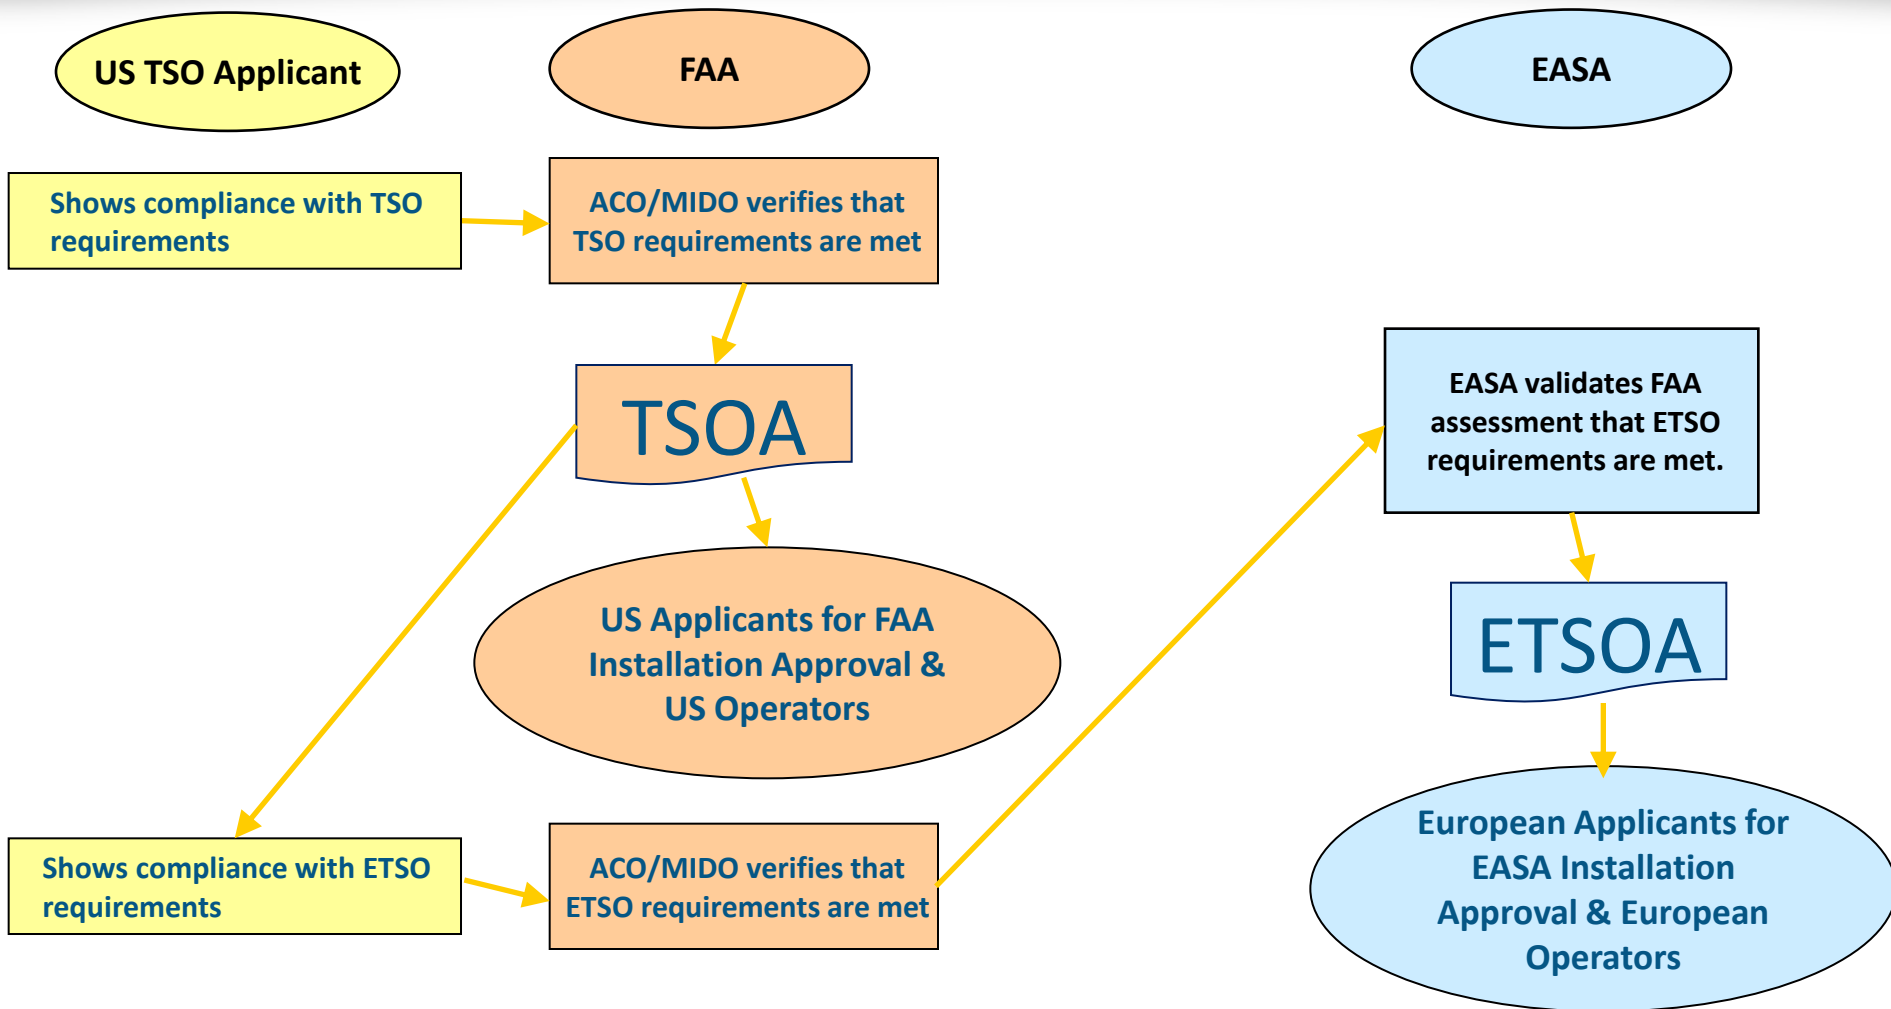 US TSO Applicant
FAA
EASA
Shows compliance with TSO
requirements
ACO/MIDO verifies that
TSO requirements are met
TSOA
US Applicants for FAA
Installation Approval &
US Operators
Shows compliance with ETSO
requirements
ACO/MIDO verifies that
ETSO requirements are met
EASA validates FAA
assessment that ETSO
requirements are met.
ETSOA
European Applicants for
EASA Installation
Approval & European
Operators